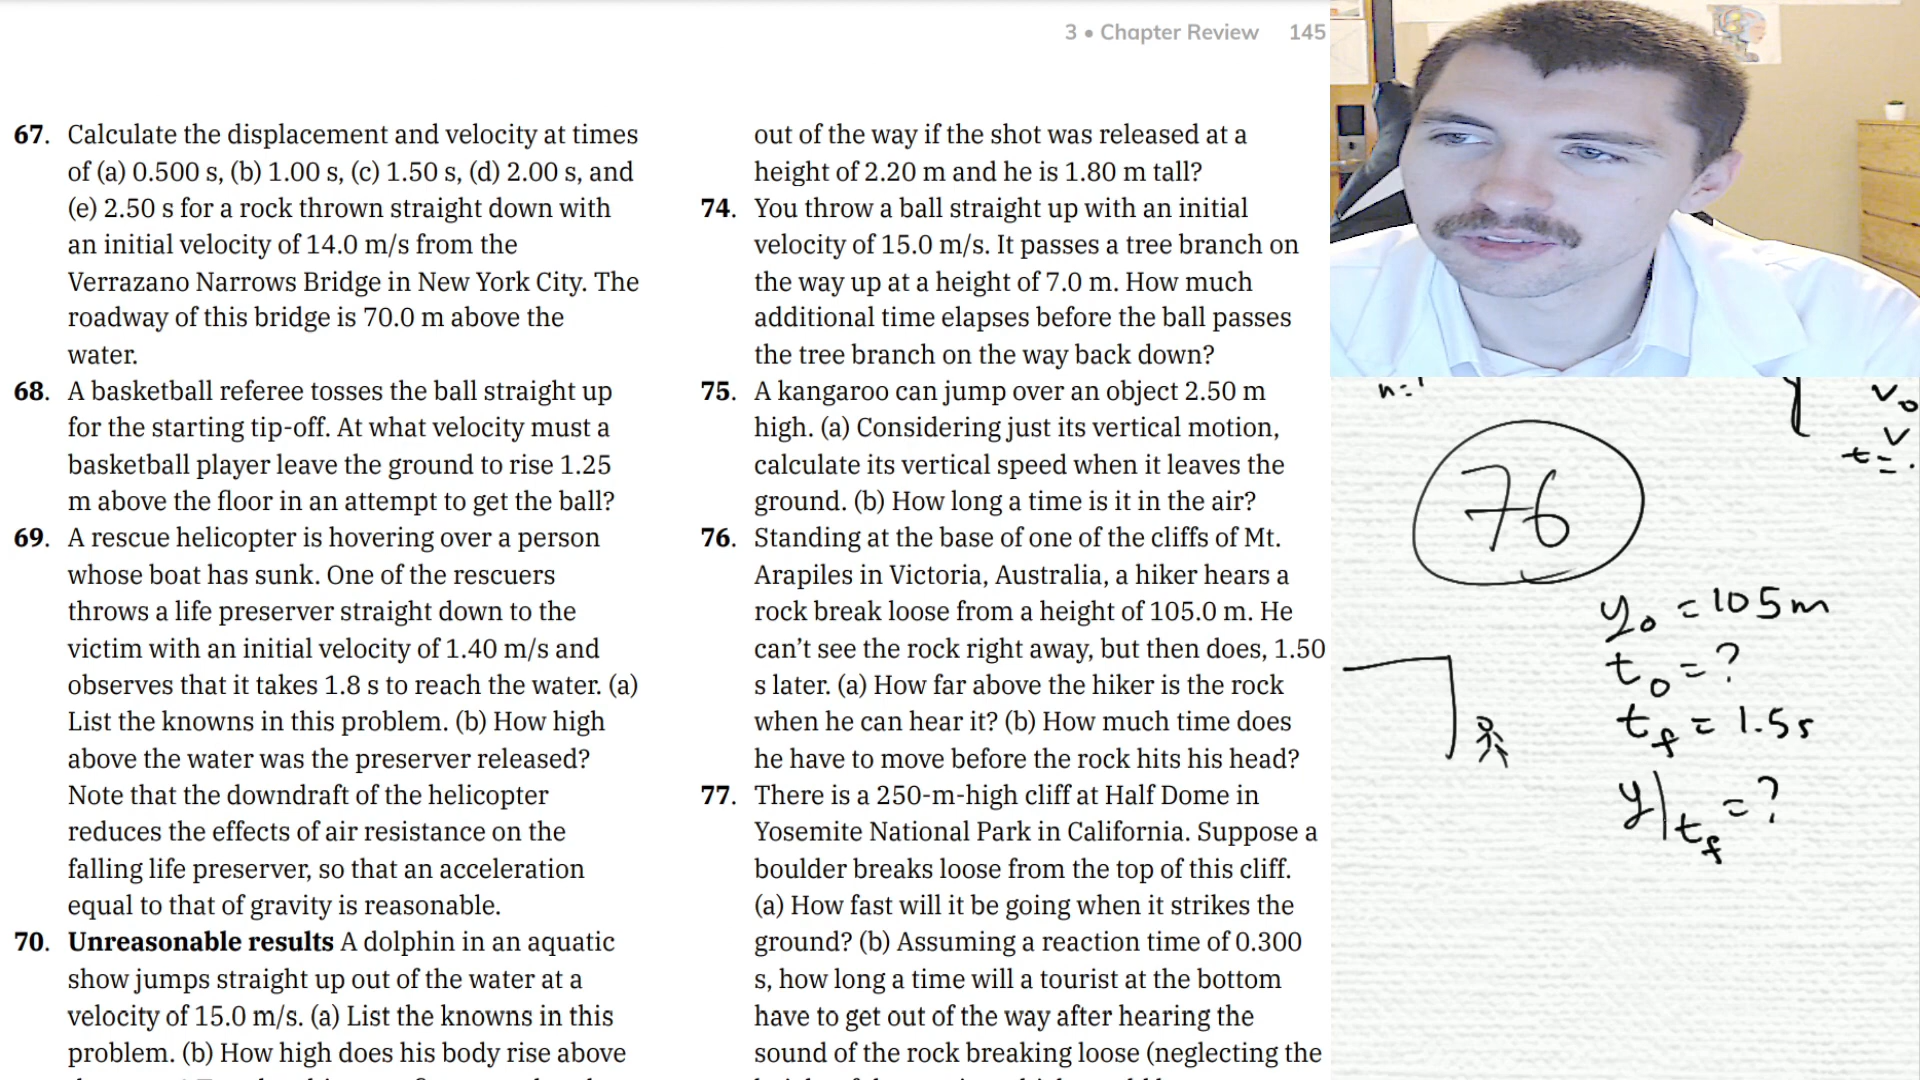 3 • Chapter Review 145
67. Calculate the displacement and velocity at times
of (a) 0.500 s, (b) 1.00 s, (c) 1.50 s, (d) 2.00 s, and
(e) 2.50 s for a rock thrown straight down with
an initial velocity of 14.0 m/s from the
Verrazano Narrows Bridge in New York City. The
roadway of this bridge is 70.0 m above the
water.
68. A basketball referee tosses the ball straight up
for the starting tip-off. At what velocity must a
basketball player leave the ground to rise 1.25
m above the floor in an attempt to get the ball?
69. A rescue helicopter is hovering over a person
whose boat has sunk. One of the rescuers
throws a life preserver straight down to the
victim with an initial velocity of 1.40 m/s and
observes that it takes 1.8 s to reach the water. (a)
List the knowns in this problem. (b) How high
above the water was the preserver released?
Note that the downdraft of the helicopter
reduces the effects of air resistance on the
falling life preserver, so that an acceleration
equal to that of gravity is reasonable.
70. Unreasonable results A dolphin in an aquatic
show jumps straight up out of the water at a
velocity of 15.0 m/s. (a) List the knowns in this
problem. (b) How high does his body rise above
out of the way if the shot was released at a
height of 2.20 m and he is 1.80 m tall?
74. You throw a ball straight up with an initial
velocity of 15.0 m/s. It passes a tree branch on
the way up at a height of 7.0 m. How much
additional time elapses before the ball passes
the tree branch on the way back down?
75. A kangaroo can jump over an object 2.50 m
high. (a) Considering just its vertical motion,
calculate its vertical speed when it leaves the
ground. (b) How long a time is it in the air?
76. Standing at the base of one of the cliffs of Mt.
Arapiles in Victoria, Australia, a hiker hears a
rock break loose from a height of 105.0 m. He
can’t see the rock right away, but then does, 1.50
s later. (a) How far above the hiker is the rock
when he can hear it? (b) How much time does
he have to move before the rock hits his head?
77. There is a 250-m-high cliff at Half Dome in
Yosemite National Park in California. Suppose a
boulder breaks loose from the top of this cliff.
(a) How fast will it be going when it strikes the
ground? (b) Assuming a reaction time of 0.300
s, how long a time will a tourist at the bottom
have to get out of the way after hearing the
sound of the rock breaking loose (neglecting the
v₀
v
t=
76
y₀ = 105m
t₀ = ?
t_f = 1.5s
y|t_f = ?